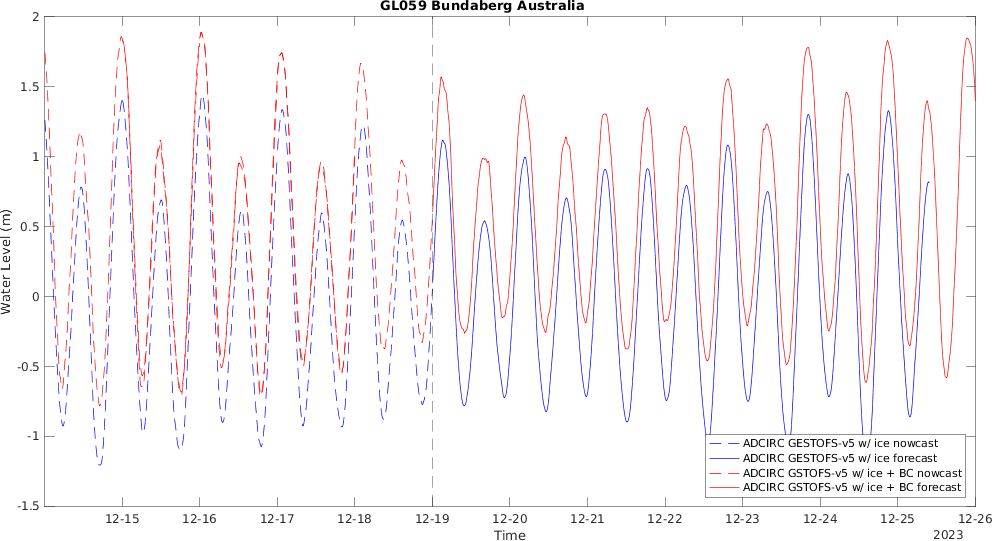 GL059 Bundaberg Australia
2
1.5
1
0.5
0
-0.5
-1
-1.5
Water Level (m)
ADCIRC GESTOFS-v5 w/ ice nowcast
ADCIRC GESTOFS-v5 w/ ice forecast
ADCIRC GSTOFS-v5 w/ ice + BC nowcast
ADCIRC GSTOFS-v5 w/ ice + BC forecast
12-15 12-16 12-17 12-18 12-19 12-20 12-21 12-22 12-23 12-24 12-25 12-26
Time
2023